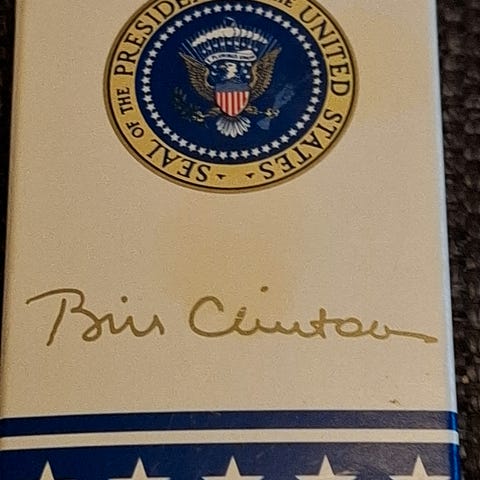 SEAL OF THE PRESIDENT OF THE UNITED STATES
Bill Clinton